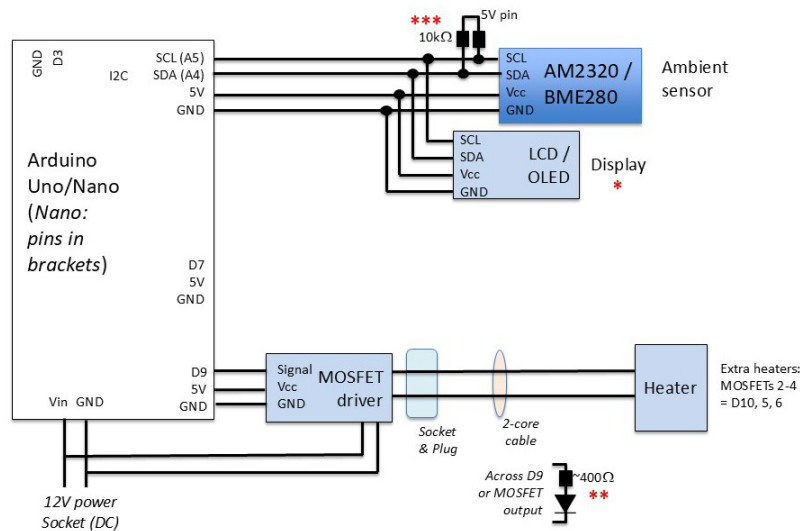 GND
D3
I2C
SCL (A5)
SDA (A4)
5V
GND
***
10kΩ
5V pin
SCL
SDA
Vcc
GND
AM2320 /
BME280
Ambient
sensor
SCL
SDA
Vcc
GND
LCD /
OLED
Display
*
Arduino
Uno/Nano
(Nano:
pins in
brackets)
D7
5V
GND
D9
5V
GND
Vin GND
Signal
Vcc
GND
MOSFET
driver
Socket
& Plug
2-core
cable
Heater
Extra heaters:
MOSFETs 2-4
= D10, 5, 6
12V power
Socket (DC)
Across D9
or MOSFET
output
~400Ω
**